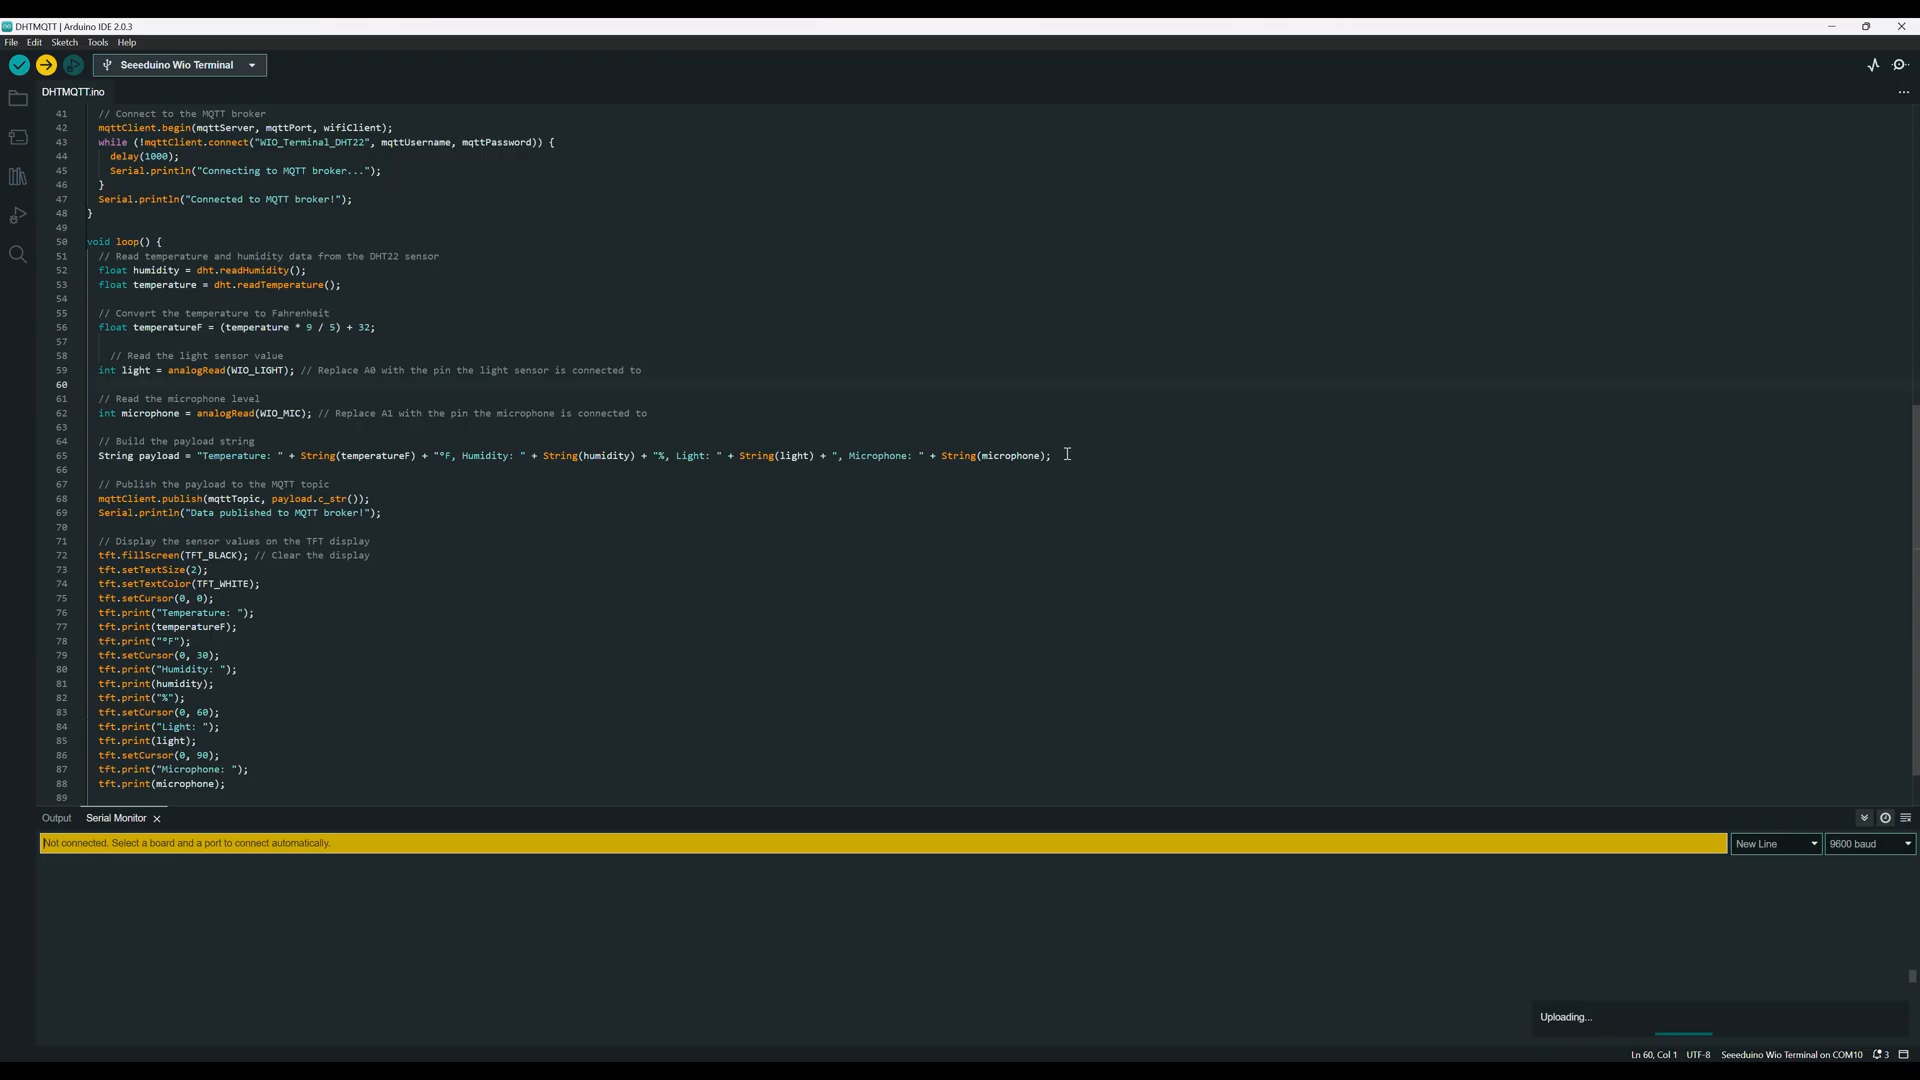 DHTMQTT | Arduino IDE 2.0.3
File Edit Sketch Tools Help
Seeeduino Wio Terminal
DHTMQTT.ino
41 // Connect to the MQTT broker
42 mqttClient.begin(mqttServer, mqttPort, wifiClient);
43 while (!mqttClient.connect("WIO_Terminal_DHT22", mqttUsername, mqttPassword)) {
44 delay(1000);
45 Serial.println("Connecting to MQTT broker...");
46 }
47 Serial.println("Connected to MQTT broker!");
48 }
49
50 void loop() {
51 // Read temperature and humidity data from the DHT22 sensor
52 float humidity = dht.readHumidity();
53 float temperature = dht.readTemperature();
54
55 // Convert the temperature to Fahrenheit
56 float temperatureF = (temperature * 9 / 5) + 32;
57
58 // Read the light sensor value
59 int light = analogRead(WIO_LIGHT); // Replace A0 with the pin the light sensor is connected to
60
61 // Read the microphone level
62 int microphone = analogRead(WIO_MIC); // Replace A1 with the pin the microphone is connected to
63
64 // Build the payload string
65 String payload = "Temperature: " + String(temperatureF) + "°F, Humidity: " + String(humidity) + "%, Light: " + String(light) + ", Microphone: " + String(microphone);
66
67 // Publish the payload to the MQTT topic
68 mqttClient.publish(mqttTopic, payload.c_str());
69 Serial.println("Data published to MQTT broker!");
70
71 // Display the sensor values on the TFT display
72 tft.fillScreen(TFT_BLACK); // Clear the display
73 tft.setTextSize(2);
74 tft.setTextColor(TFT_WHITE);
75 tft.setCursor(0, 0);
76 tft.print("Temperature: ");
77 tft.print(temperatureF);
78 tft.print("°F");
79 tft.setCursor(0, 30);
80 tft.print("Humidity: ");
81 tft.print(humidity);
82 tft.print("%");
83 tft.setCursor(0, 60);
84 tft.print("Light: ");
85 tft.print(light);
86 tft.setCursor(0, 90);
87 tft.print("Microphone: ");
88 tft.print(microphone);
89
Output Serial Monitor
Not connected. Select a board and a port to connect automatically.
New Line
9600 baud
Uploading...
Ln 60, Col 1 UTF-8 Seeeduino Wio Terminal on COM10 3